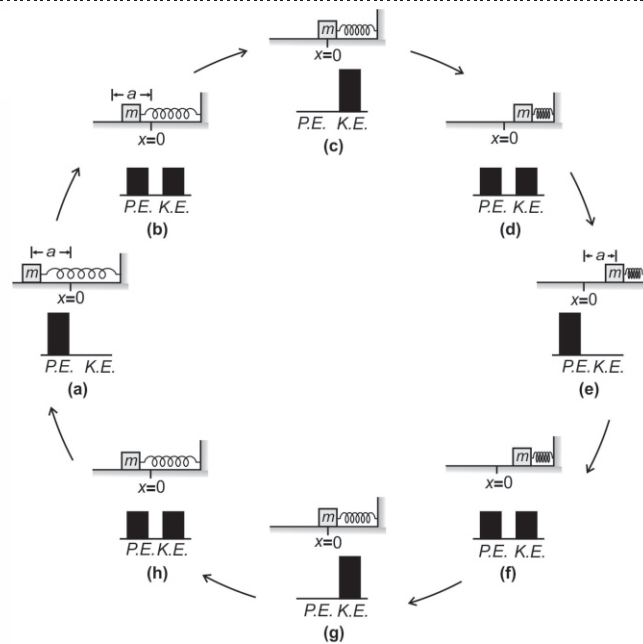 m
x=0
P.E. K.E.
(c)
a
m
x=0
P.E. K.E.
(b)
m
x=0
P.E. K.E.
(d)
a
m
x=0
P.E. K.E.
(a)
a
m
x=0
P.E. K.E.
(e)
m
x=0
P.E. K.E.
(h)
m
x=0
P.E. K.E.
(g)
m
x=0
P.E. K.E.
(f)